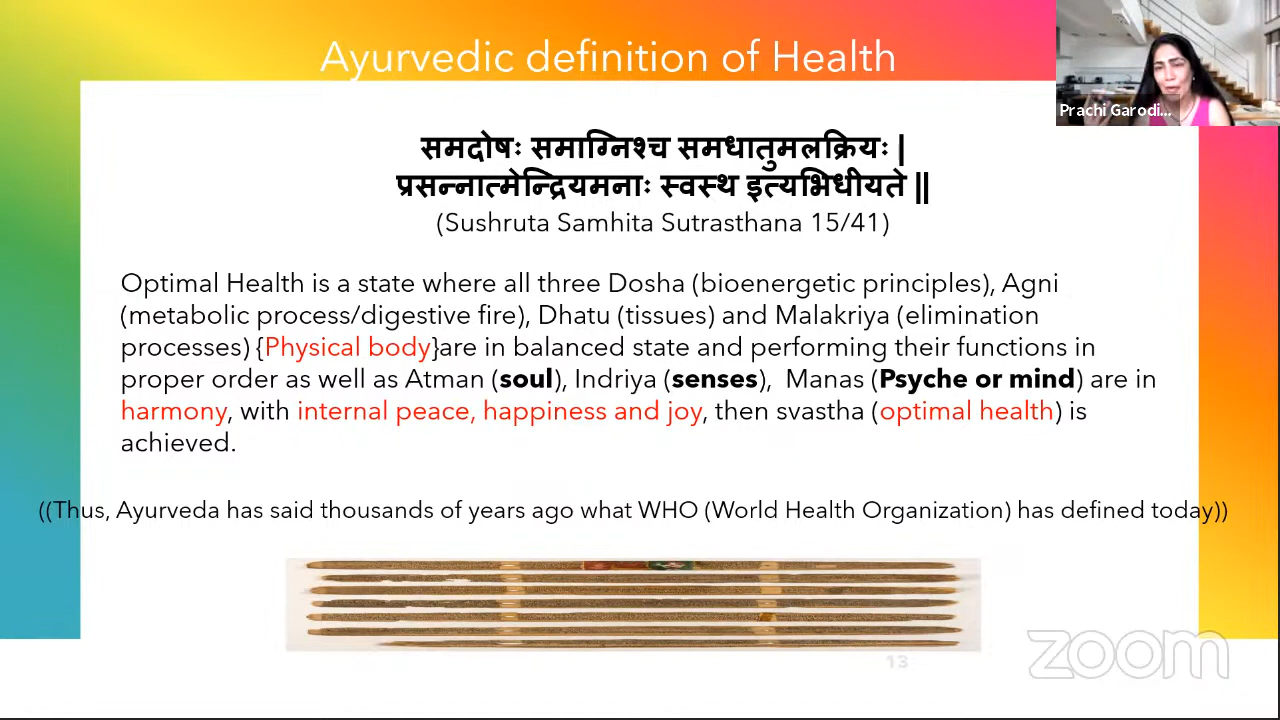 Ayurvedic definition of Health
Prachi Garodi...
समदोषः समाग्निश्च समधातुमलक्रियः |
प्रसन्नात्मेन्द्रियमनाः स्वस्थ इत्यभिधीयते ||
(Sushruta Samhita Sutrasthana 15/41)
Optimal Health is a state where all three Dosha (bioenergetic principles), Agni
(metabolic process/digestive fire), Dhatu (tissues) and Malakriya (elimination
processes) {Physical body}are in balanced state and performing their functions in
proper order as well as Atman (soul), Indriya (senses), Manas (Psyche or mind) are in
harmony, with internal peace, happiness and joy, then svastha (optimal health) is
achieved.
((Thus, Ayurveda has said thousands of years ago what WHO (World Health Organization) has defined today))
13
zoom